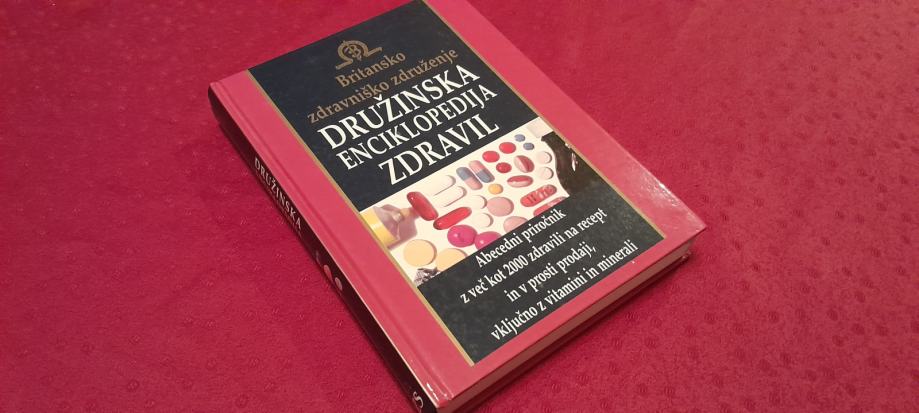 Britansko
zdravniško združenje
DRUŽINSKA
ENCIKLOPEDIJA
ZDRAVIL
Abecedni priročnik
z več kot 2000 zdravili na recept
in v prosti prodaji,
vključno z vitamini in minerali
DRUŽINSKA